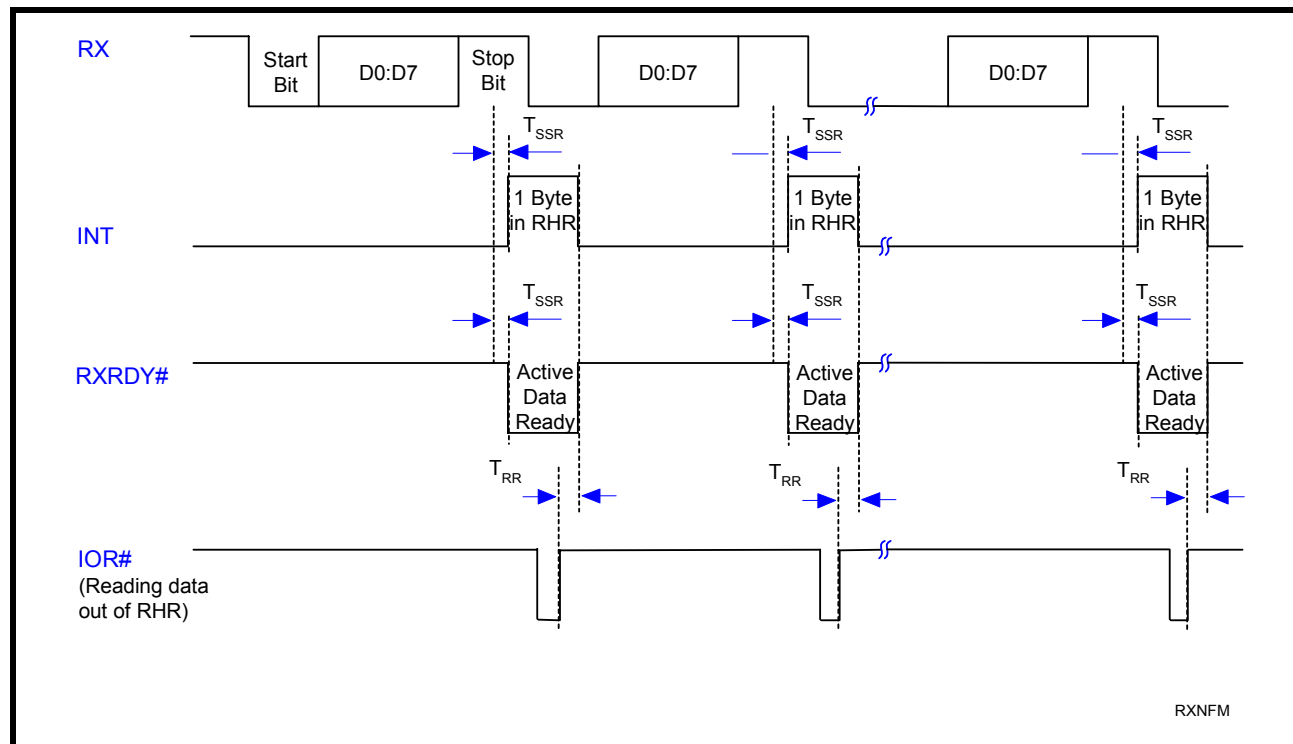 RX
Start
Bit
D0:D7
Stop
Bit
D0:D7
D0:D7
TSSR
TSSR
TSSR
INT
1 Byte
in RHR
1 Byte
in RHR
1 Byte
in RHR
TSSR
TSSR
TSSR
RXRDY#
Active
Data
Ready
Active
Data
Ready
Active
Data
Ready
TRR
TRR
TRR
IOR#
(Reading data
out of RHR)
RXNFM